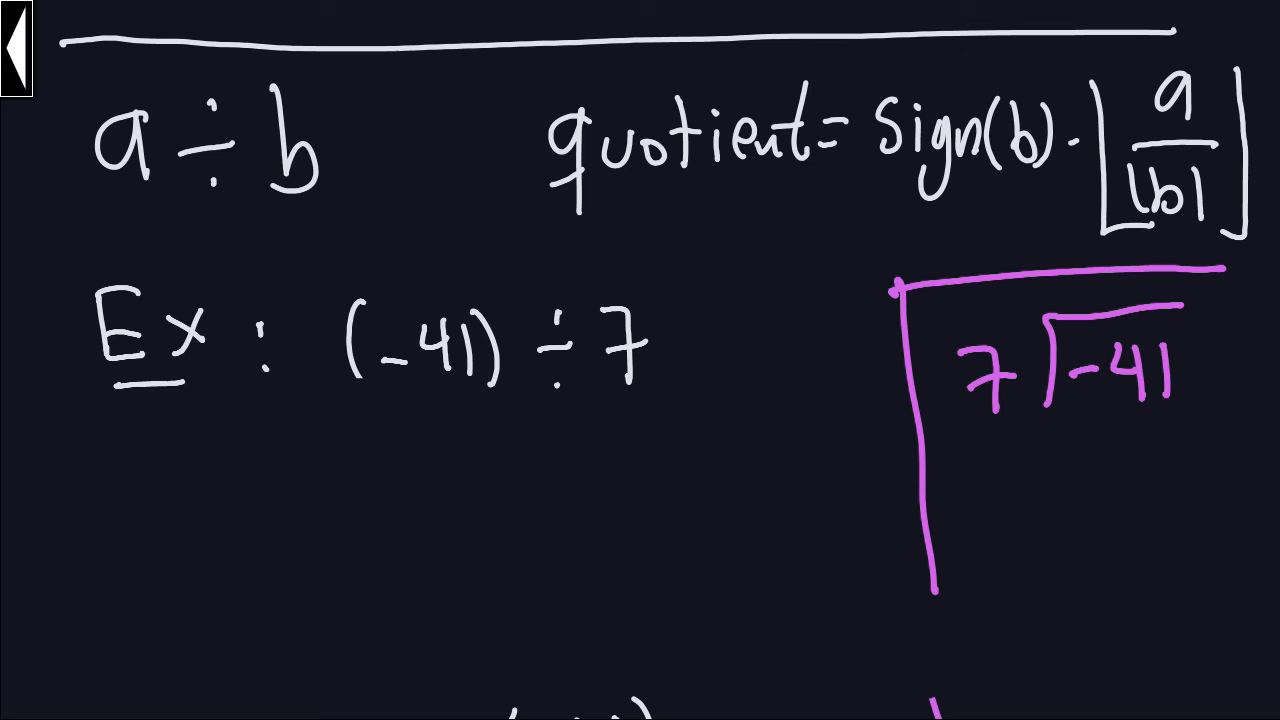 a ÷ b
quotient = Sign(b) · ⌊a/|b|⌋
Ex : (-41) ÷ 7
7 ⟌ -41